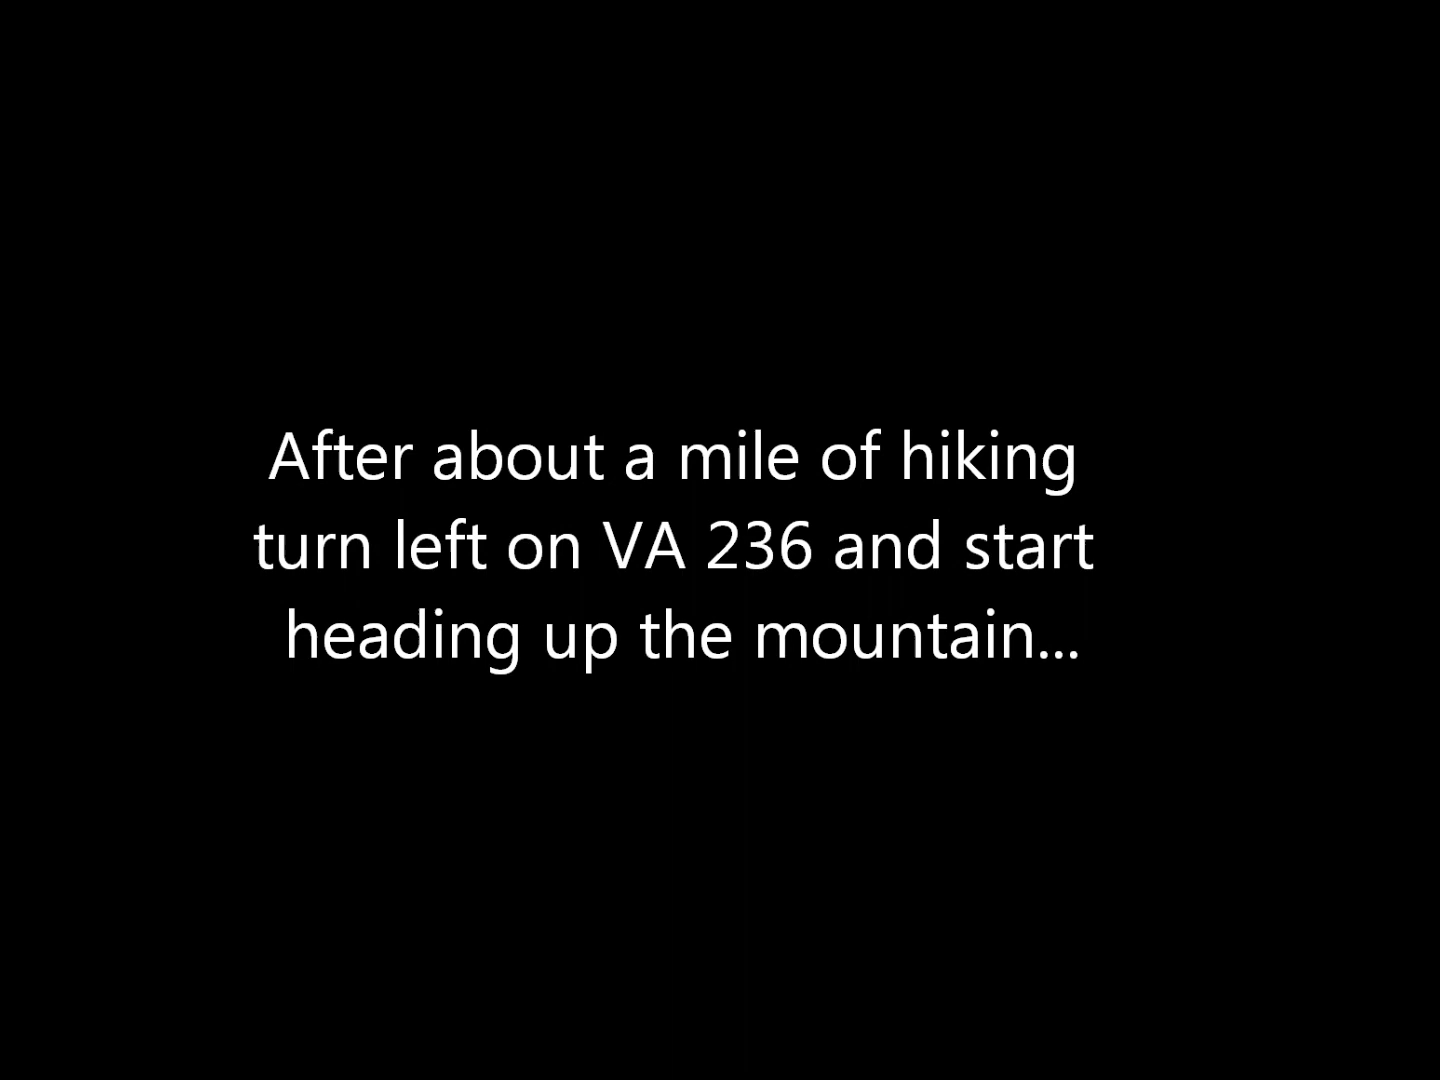 After about a mile of hiking
turn left on VA 236 and start
heading up the mountain...